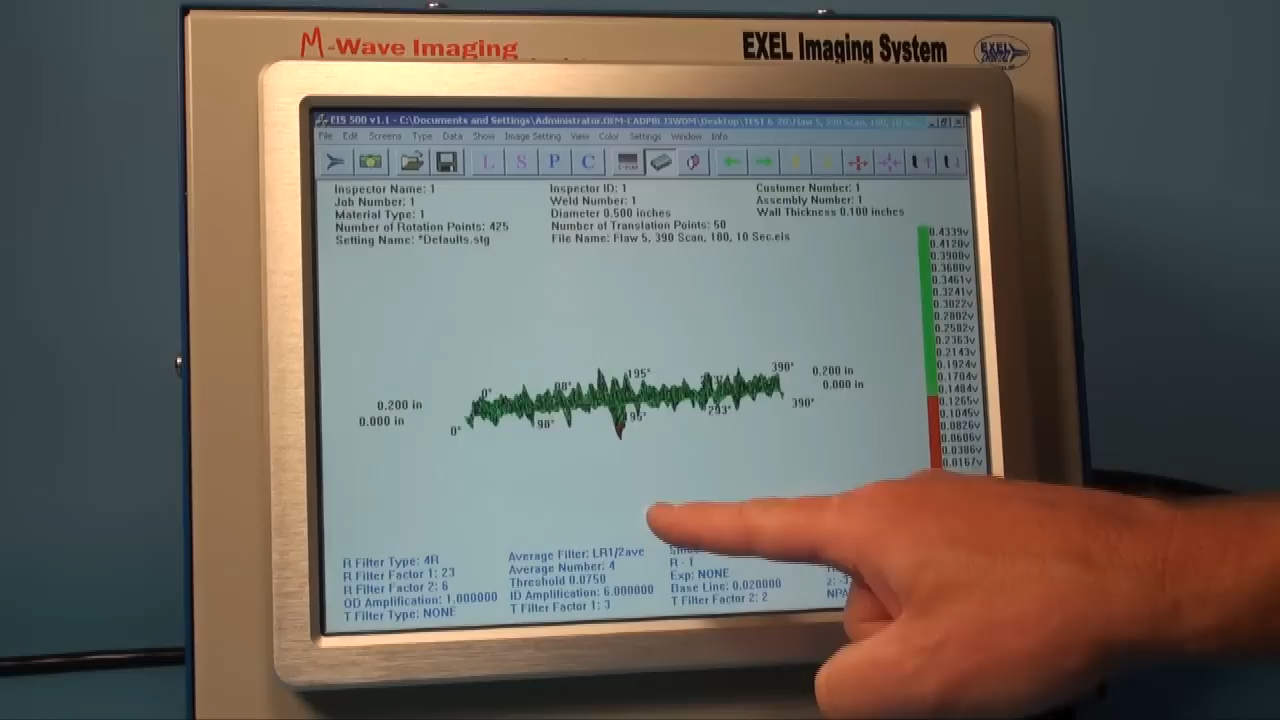 M-Wave Imaging
EXEL Imaging System
EXEL
ORBITAL
EIS 500 v1.1 - C:\Documents and Settings\Administrator.OEM-
File Edit Screens Type Data Show Image Setting View Color Settings Window Info
L S P C
Inspector Name: 1
Inspector ID: 1
Customer Number: 1
Job Number: 1
Weld Number: 1
Assembly Number: 1
Material Type: 1
Diameter 0.500 inches
Wall Thickness 0.100 inches
Number of Rotation Points: 425
Number of Translation Points: 50
Setting Name: *Defaults.stg
File Name: Flaw 5, 390 Scan, 180, 10 Sec.eis
0.4339v
0.4120v
0.3900v
0.3680v
0.3461v
0.3241v
0.3022v
0.2802v
0.2582v
0.2363v
0.2143v
0.1924v
0.1704v
0.1484v
0.1265v
0.1045v
0.0826v
0.0606v
0.0386v
0.0167v
0° 195° 390° 0.200 in
0.000 in
0.200 in
0.000 in
0° 98° 293° 390°
R Filter Type: 4R
R Filter Factor 1: 23
R Filter Factor 2: 6
OD Amplification: 1.000000
T Filter Type: NONE
Average Filter: LR1/2ave
Average Number: 4
Threshold 0.0750
ID Amplification: 6.000000
T Filter Factor 1: 3
R - 1
Exp: NONE
Base Line: 0.020000
T Filter Factor 2: 2